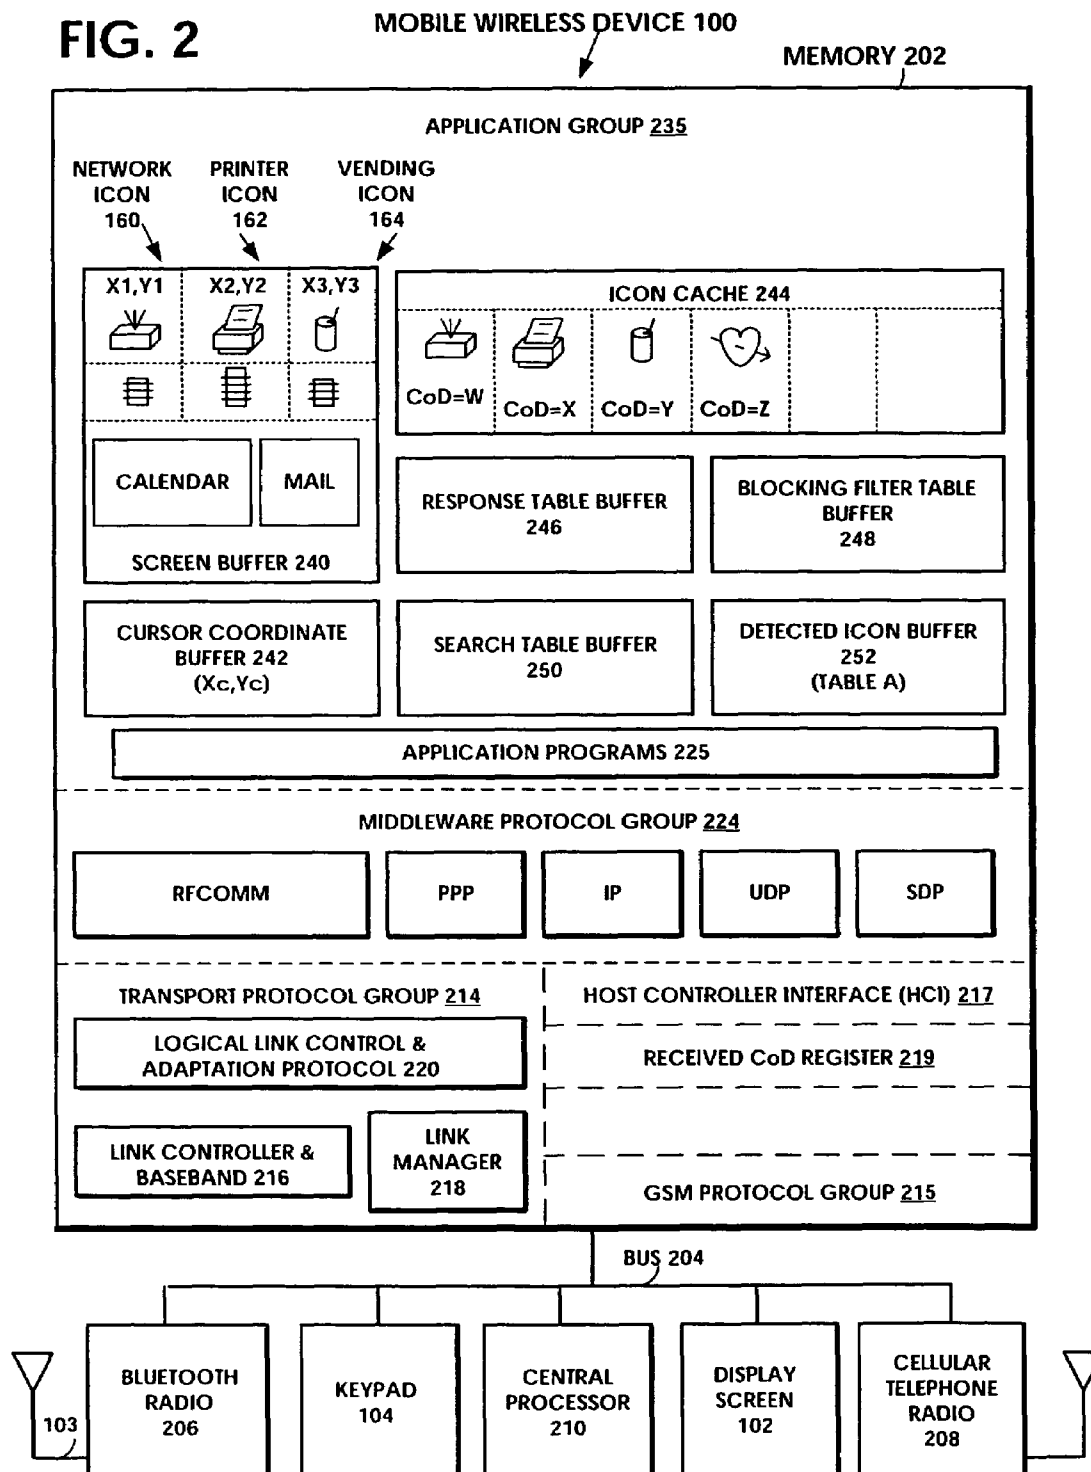 FIG. 2
MOBILE WIRELESS DEVICE 100
MEMORY 202
APPLICATION GROUP 235
NETWORK
ICON
160
PRINTER
ICON
162
VENDING
ICON
164
X1,Y1
X2,Y2
X3,Y3
CALENDAR
MAIL
SCREEN BUFFER 240
ICON CACHE 244
CoD=W
CoD=X
CoD=Y
CoD=Z
RESPONSE TABLE BUFFER
246
BLOCKING FILTER TABLE
BUFFER
248
CURSOR COORDINATE
BUFFER 242
(Xc,Yc)
SEARCH TABLE BUFFER
250
DETECTED ICON BUFFER
252
(TABLE A)
APPLICATION PROGRAMS 225
MIDDLEWARE PROTOCOL GROUP 224
RFCOMM
PPP
IP
UDP
SDP
TRANSPORT PROTOCOL GROUP 214
LOGICAL LINK CONTROL &
ADAPTATION PROTOCOL 220
LINK CONTROLLER &
BASEBAND 216
LINK
MANAGER
218
HOST CONTROLLER INTERFACE (HCI) 217
RECEIVED CoD REGISTER 219
GSM PROTOCOL GROUP 215
BUS 204
103
BLUETOOTH
RADIO
206
KEYPAD
104
CENTRAL
PROCESSOR
210
DISPLAY
SCREEN
102
CELLULAR
TELEPHONE
RADIO
208